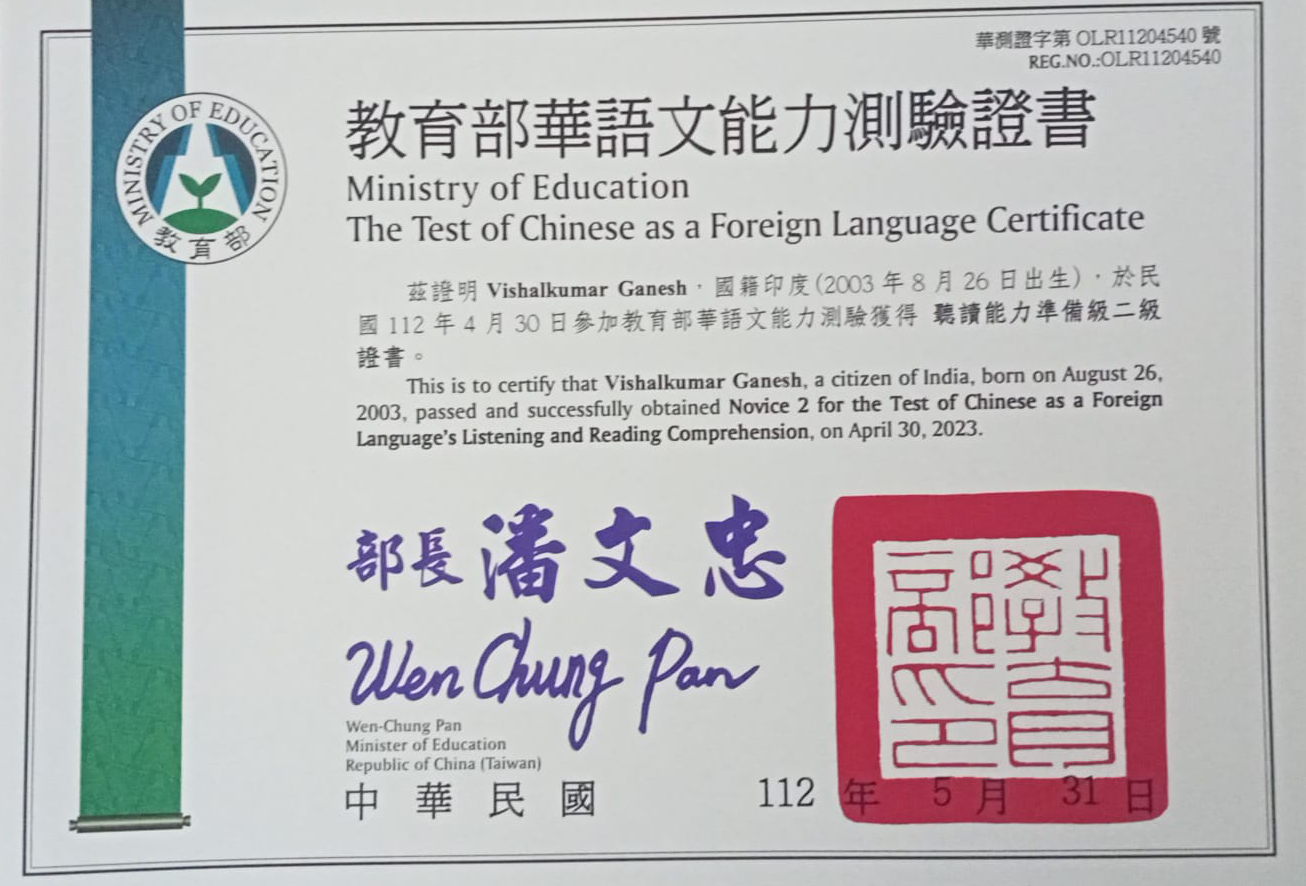 華測證字第 OLR11204540 號
REG.NO.:OLR11204540
MINISTRY OF EDUCATION
教育部
教育部華語文能力測驗證書
Ministry of Education
The Test of Chinese as a Foreign Language Certificate
茲證明 Vishalkumar Ganesh，國籍印度(2003 年 8 月 26 日出生)，於民
國 112 年 4 月 30 日參加教育部華語文能力測驗獲得 聽讀能力準備級二級
證書。
This is to certify that Vishalkumar Ganesh, a citizen of India, born on August 26,
2003, passed and successfully obtained Novice 2 for the Test of Chinese as a Foreign
Language's Listening and Reading Comprehension, on April 30, 2023.
部長 潘文忠
Wen Chung Pan
Wen-Chung Pan
Minister of Education
Republic of China (Taiwan)
中華民國 112 年 5 月 31 日
教育部印